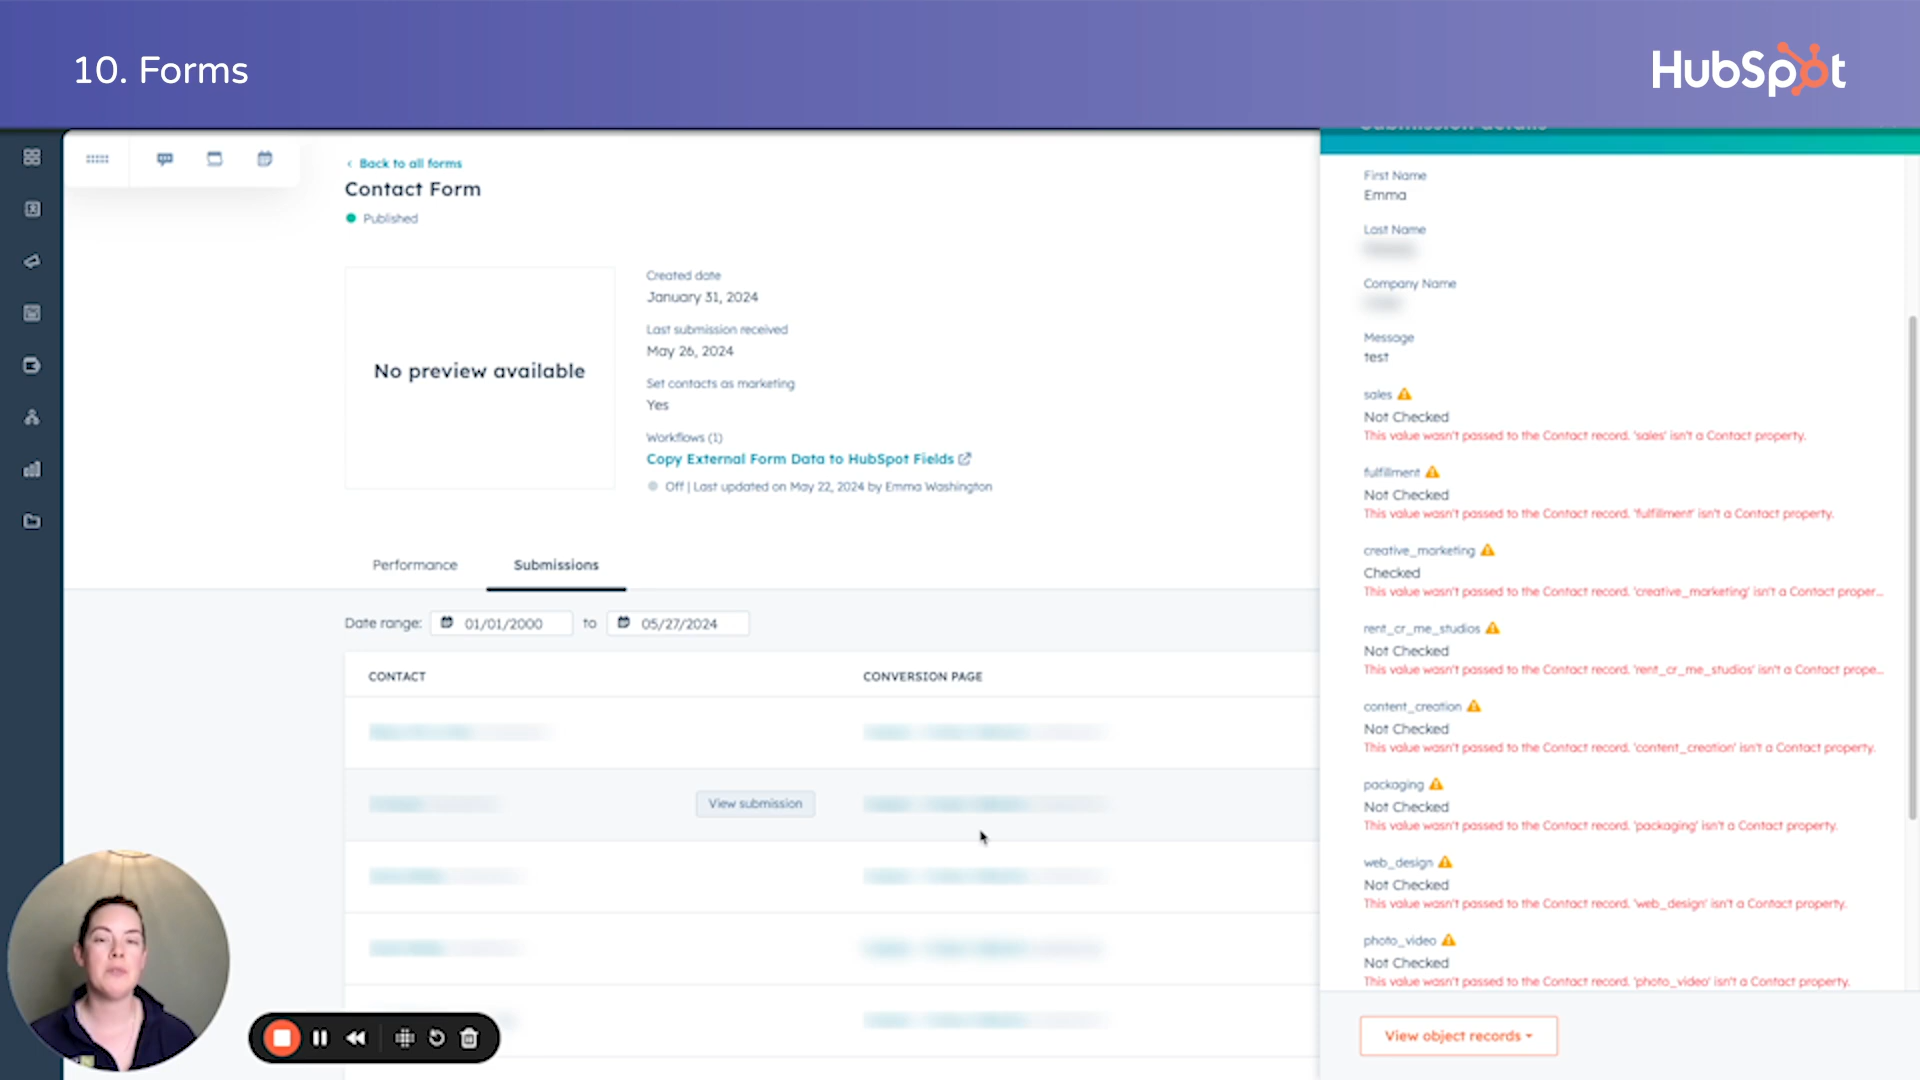 10. Forms
HubSpot
Back to all forms
Contact Form
Published
No preview available
Created date
January 31, 2024
Last submission received
May 26, 2024
Set contacts as marketing
Yes
Workflows (1)
Copy External Form Data to HubSpot Fields
Off | Last updated on May 22, 2024 by Emma Washington
Performance
Submissions
Date range:
01/01/2000
to
05/27/2024
CONTACT
CONVERSION PAGE
View submission
Submission details
First Name
Emma
Last Name
Company Name
Message
test
sales
Not Checked
This value wasn't passed to the Contact record. 'sales' isn't a Contact property.
fulfillment
Not Checked
This value wasn't passed to the Contact record. 'fulfillment' isn't a Contact property.
creative_marketing
Checked
This value wasn't passed to the Contact record. 'creative_marketing' isn't a Contact proper...
rent_cr_me_studios
Not Checked
This value wasn't passed to the Contact record. 'rent_cr_me_studios' isn't a Contact prope...
content_creation
Not Checked
This value wasn't passed to the Contact record. 'content_creation' isn't a Contact property.
packaging
Not Checked
This value wasn't passed to the Contact record. 'packaging' isn't a Contact property.
web_design
Not Checked
This value wasn't passed to the Contact record. 'web_design' isn't a Contact property.
photo_video
Not Checked
This value wasn't passed to the Contact record. 'photo_video' isn't a Contact property.
View object records